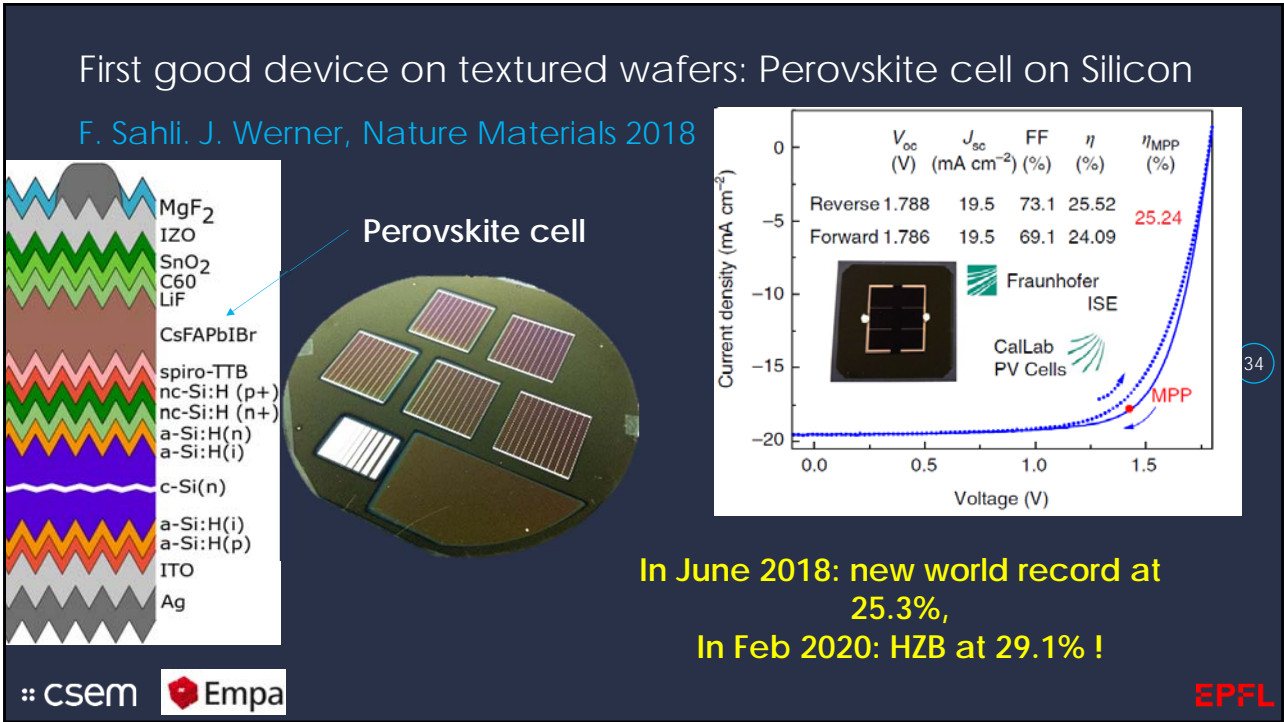 First good device on textured wafers: Perovskite cell on Silicon
F. Sahli. J. Werner, Nature Materials 2018
MgF2
IZO
SnO2
C60
LiF
CsFAPbIBr
spiro-TTB
nc-Si:H (p+)
nc-Si:H (n+)
a-Si:H(n)
a-Si:H(i)
c-Si(n)
a-Si:H(i)
a-Si:H(p)
ITO
Ag
Perovskite cell
Voc Jsc FF η ηMPP
(V) (mA cm−2) (%) (%) (%)
Reverse 1.788 19.5 73.1 25.52
25.24
Forward 1.786 19.5 69.1 24.09
Fraunhofer
ISE
CalLab
PV Cells
MPP
Current density (mA cm−2)
0
−5
−10
−15
−20
0.0 0.5 1.0 1.5
Voltage (V)
34
In June 2018: new world record at
25.3%,
In Feb 2020: HZB at 29.1% !
:: csem
Empa
EPFL